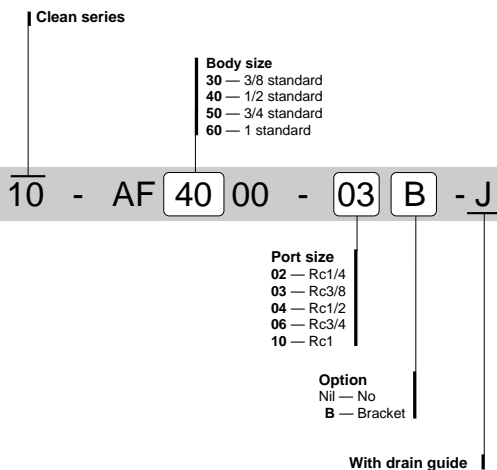 Clean series
Body size
30 — 3/8 standard
40 — 1/2 standard
50 — 3/4 standard
60 — 1 standard
10 - AF 40 00 - 03 B - J
Port size
02 — Rc1/4
03 — Rc3/8
04 — Rc1/2
06 — Rc3/4
10 — Rc1
Option
Nil — No
B — Bracket
With drain guide